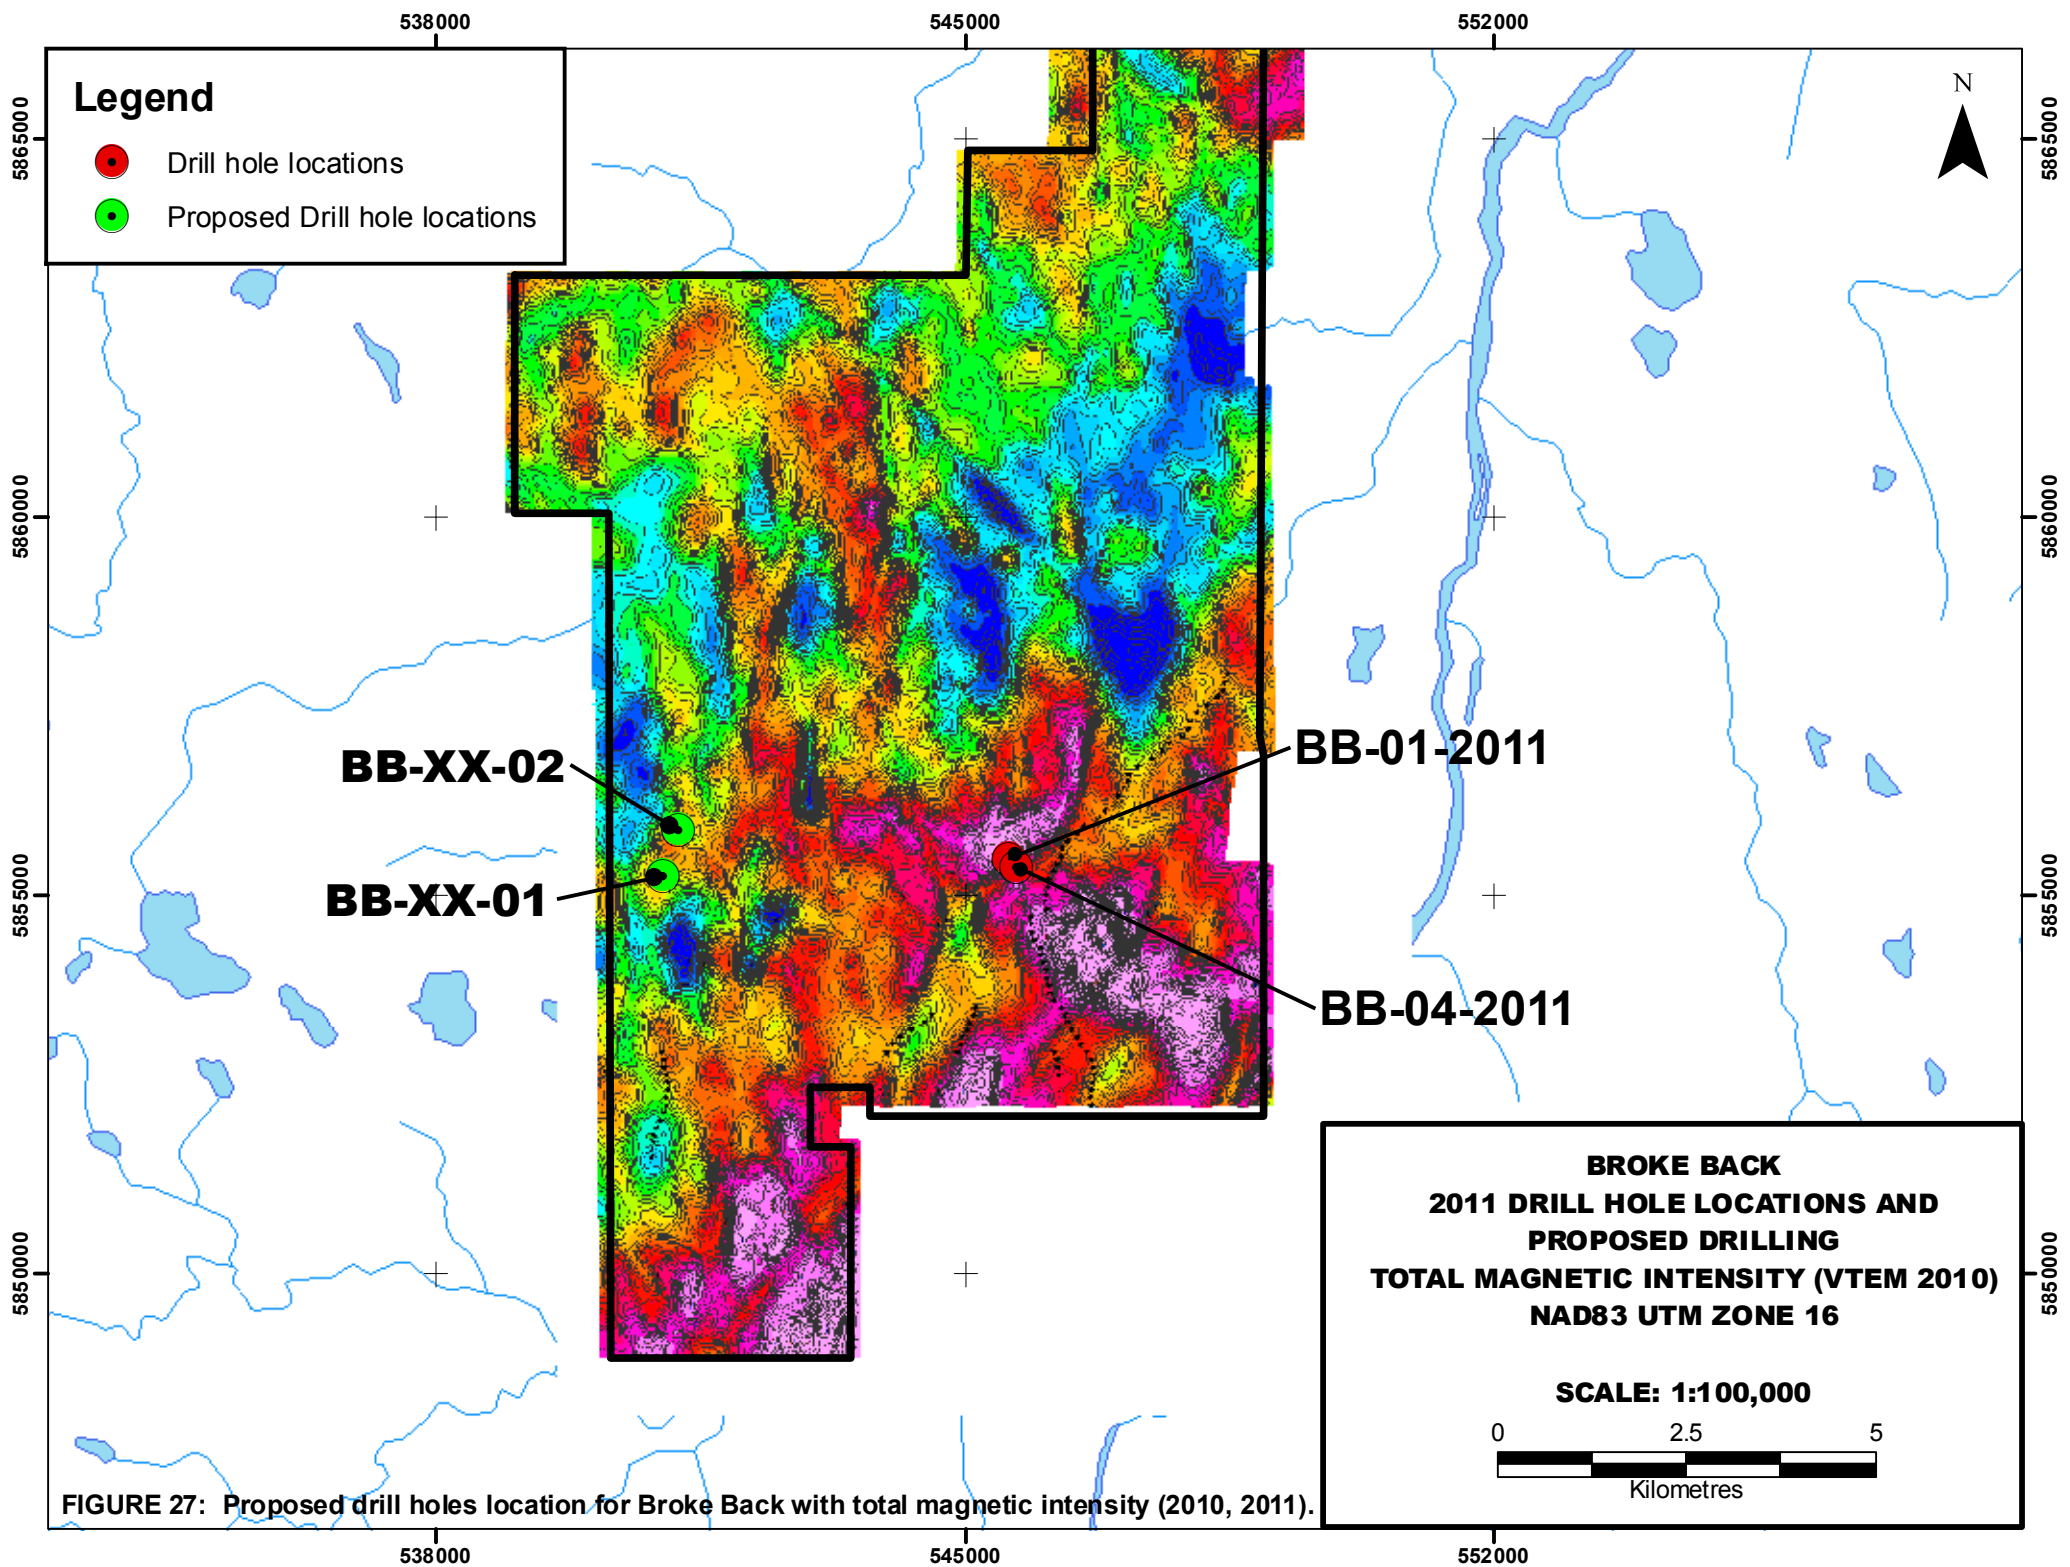 538000
545000
552000
Legend
Drill hole locations
Proposed Drill hole locations
N
5865000
5865000
5860000
5860000
BB-XX-02
BB-01-2011
BB-XX-01
5855000
5855000
BB-04-2011
5850000
5850000
BROKE BACK
2011 DRILL HOLE LOCATIONS AND
PROPOSED DRILLING
TOTAL MAGNETIC INTENSITY (VTEM 2010)
NAD83 UTM ZONE 16
SCALE: 1:100,000
0 2.5 5
Kilometres
FIGURE 27: Proposed drill holes location for Broke Back with total magnetic intensity (2010, 2011).
538000
545000
552000